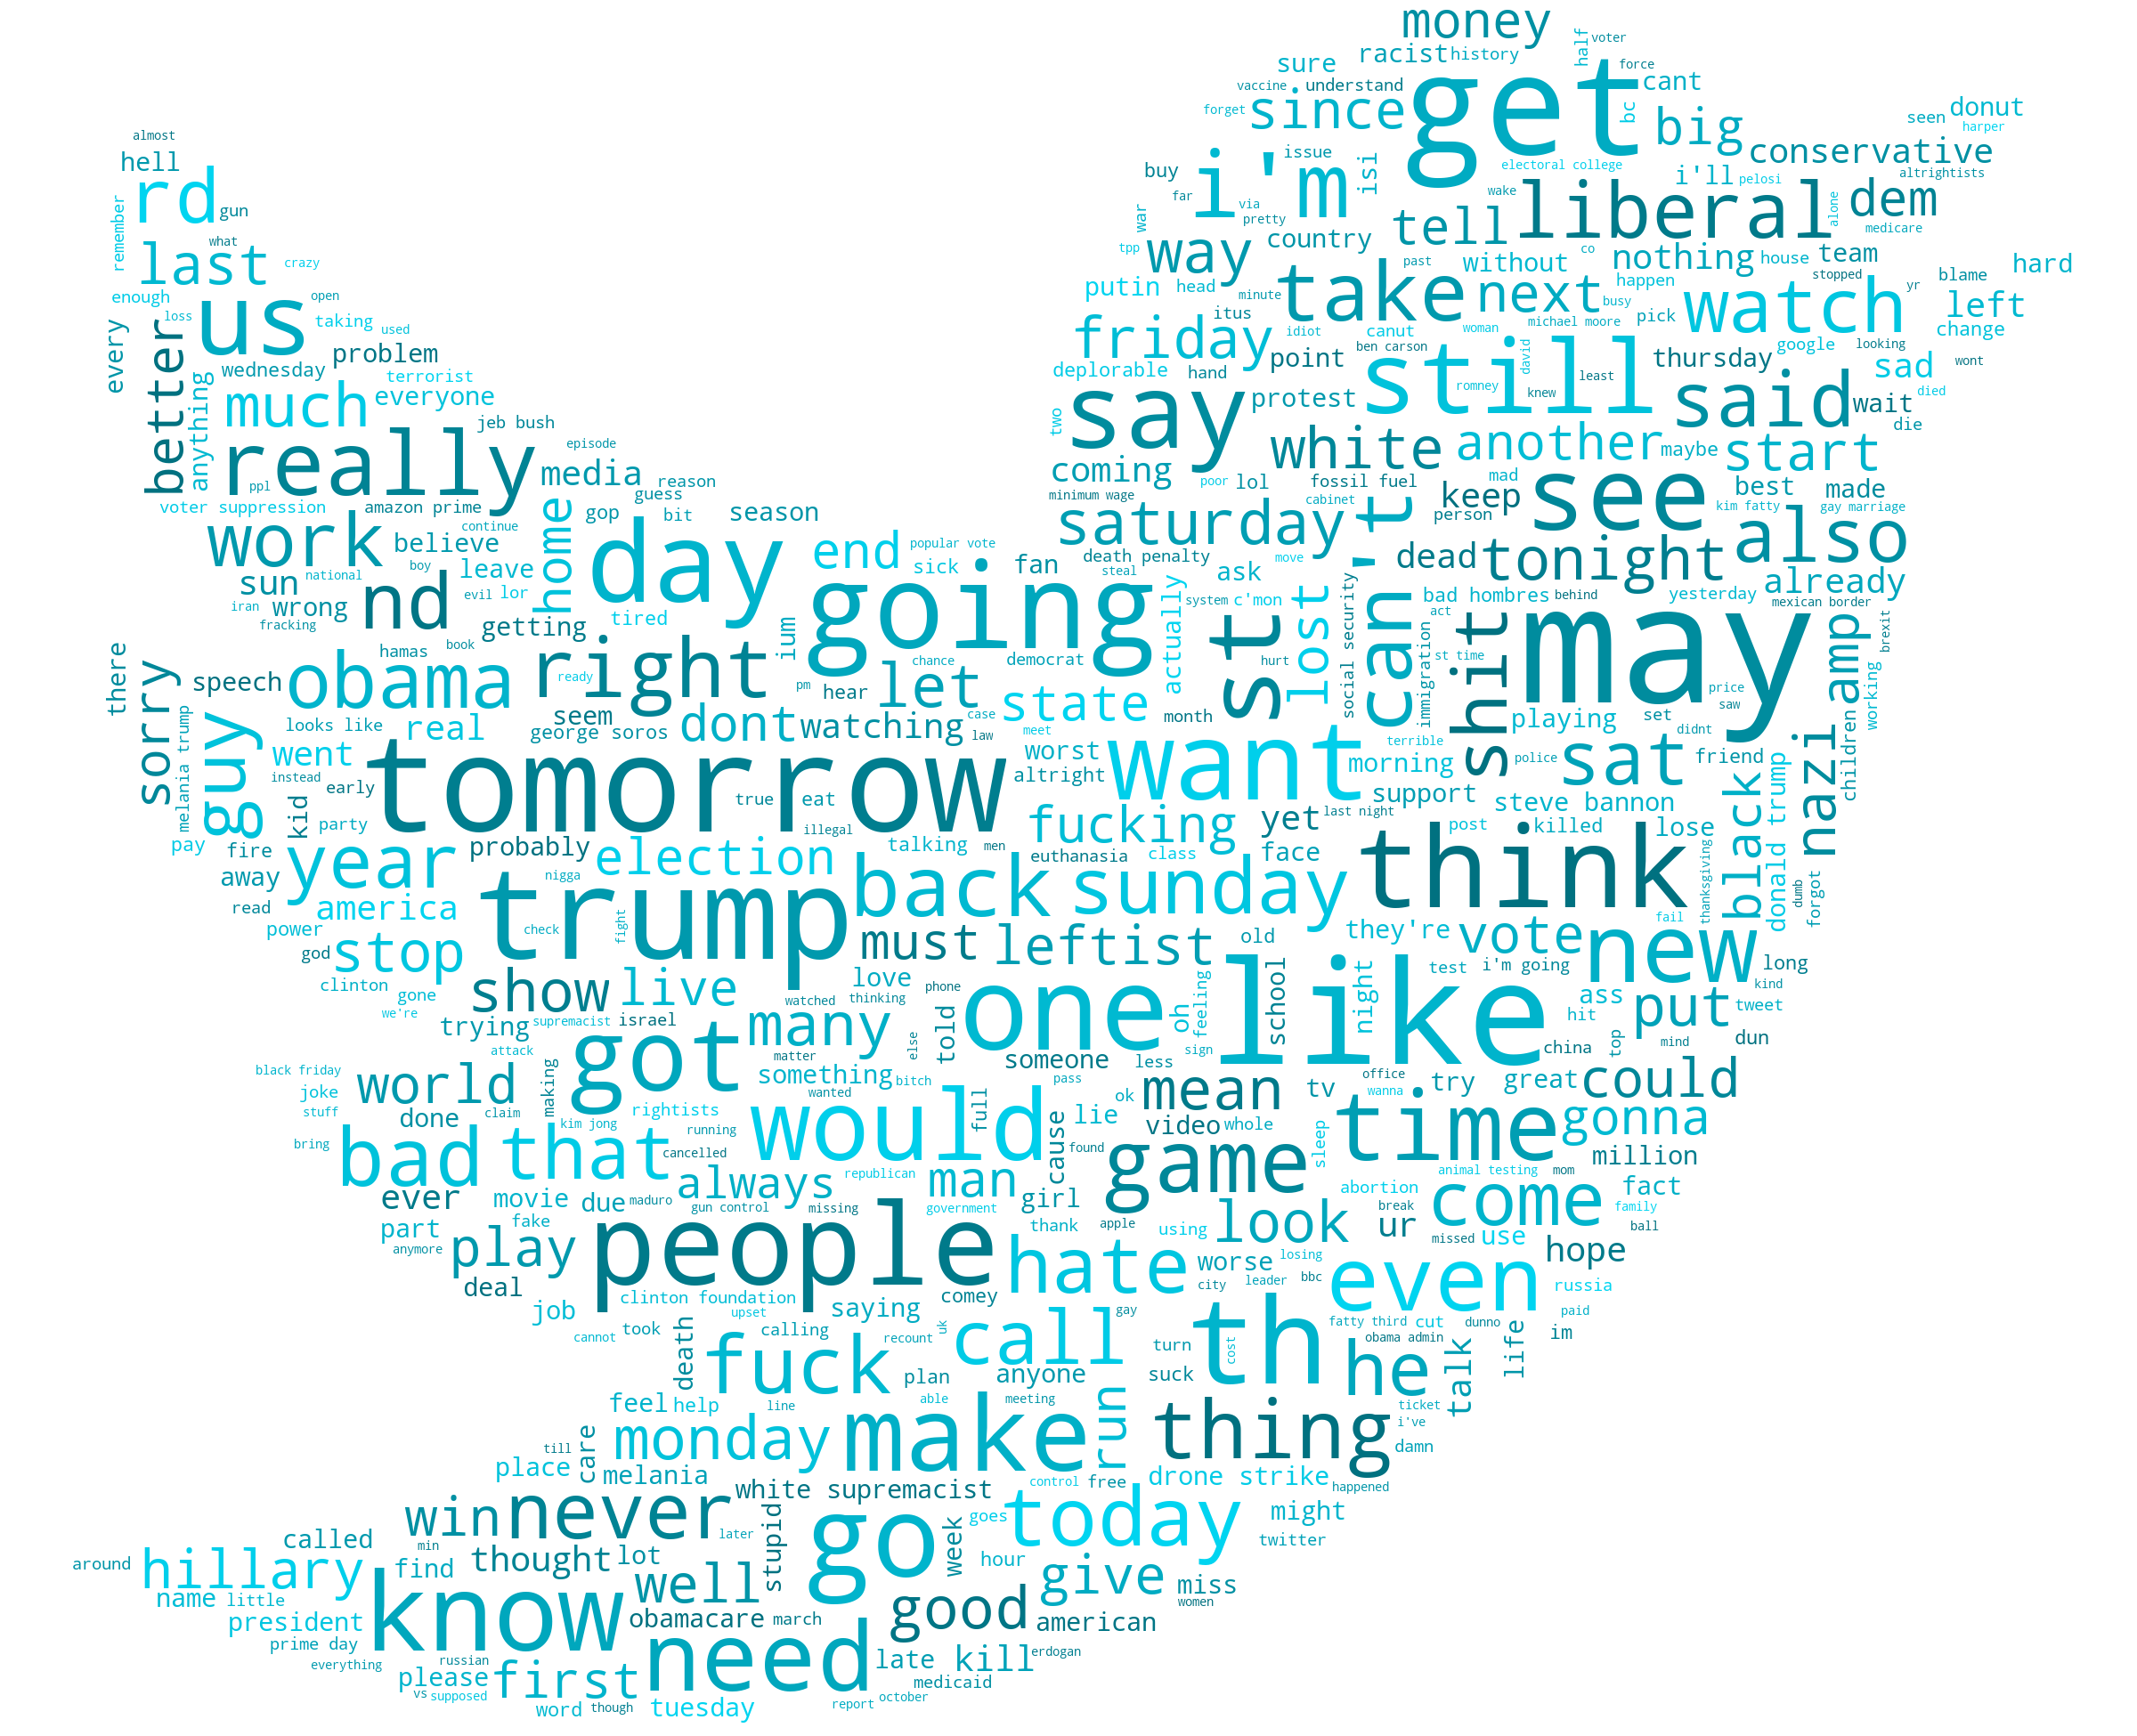 money
racist
history
half
voter
sure
force
vaccine
understand
get
cant
forget
since
bc
big
donut
seen
harper
almost
hell
issue
isi
electoral college
conservative
altrightists
rd
gun
buy
i'm
i'll
pelosi
far
via
pretty
wake
liberal
alone
dem
medicare
remember
what
last
crazy
war
tpp
way
country
tell
past
without
co
nothing
house
team
stopped
blame
hard
enough
open
us
loss
taking
used
putin
head
minute
itus
take
next
happen
busy
watch
yr
left
change
every
better
problem
wednesday
terrorist
friday
idiot
canut
woman
michael moore
pick
google
looking
ben carson
david
point
thursday
sad
wont
anything
much
everyone
jeb bush
deplorable
hand
still
romney
knew
least
died
two
say
protest
said
wait
die
really
episode
ppl
media
reason
guess
white
another
maybe
start
coming
poor
lol
fossil fuel
mad
keep
see
best
made
voter suppression
amazon prime
home
gop
bit
season
minimum wage
cabinet
person
kim fatty
gay marriage
work
continue
believe
day
end
popular vote
saturday
can't
also
sun
national
boy
leave
sick
fan
death penalty
move
dead
tonight
already
iran
wrong
nd
evil
lor
tired
going
steal
ask
system
c'mon
lost
bad hombres
behind
yesterday
mexican border
fracking
getting
actually
st
social security
act
shit
may
amp
brexit
there
sorry
hamas
book
ium
chance
democrat
hurt
immigration
st time
speech
obama
right
ready
pm
hear
let
state
month
price
saw
working
looks like
real
seem
dont
watching
case
law
meet
playing
set
didnt
children
melania trump
guy
went
george soros
worst
want
terrible
morning
police
sat
friend
nazi
instead
early
tomorrow
true
eat
altright
support
steve bannon
black
donald trump
kid
party
illegal
fucking
yet
last night
pay
fire
probably
election
talking
men
euthanasia
class
face
post
killed
lose
thanksgiving
dumb
forgot
away
year
nigga
back
sunday
think
read
america
trump
fail
power
check
fight
must
leftist
old
they're
vote
new
god
stop
long
clinton
gone
show
live
love
phone
feeling
school
test
i'm going
kind
we're
watched
thinking
one
like
night
ass
put
tweet
trying
supremacist
israel
many
told
oh
hit
attack
got
matter
else
someone
less
sign
china
top
mind
dun
black friday
joke
world
making
something
bitch
pass
mean
tv
office
wanna
try
great
could
stuff
done
claim
rightists
wanted
full
ok
lie
video
whole
time
gonna
bring
kim jong
running
would
cause
sleep
bad
that
cancelled
found
game
million
ever
movie
due
maduro
always
republican
man
girl
animal testing
mom
abortion
come
fact
part
fake
gun control
missing
government
thank
apple
using
look
break
ur
family
anymore
play
people
missed
use
ball
hate
worse
losing
hope
deal
city
leader
bbc
even
russia
job
clinton foundation
upset
saying
comey
gay
th
fatty third
cut
dunno
paid
cannot
took
calling
recount
uk
call
cost
obama admin
im
death
fuck
plan
anyone
turn
suck
he
talk
life
feel
help
line
able
meeting
ticket
till
care
monday
make
run
thing
i've
damn
place
melania
control
free
drone strike
happened
white supremacist
win
never
later
stupid
go
goes
today
might
called
min
week
twitter
around
hillary
find
thought
lot
hour
name
little
know
well
good
give
miss
women
president
obamacare
march
american
prime day
need
everything
russian
late
kill
erdogan
please
first
medicaid
vs
supposed
october
word
though
tuesday
report